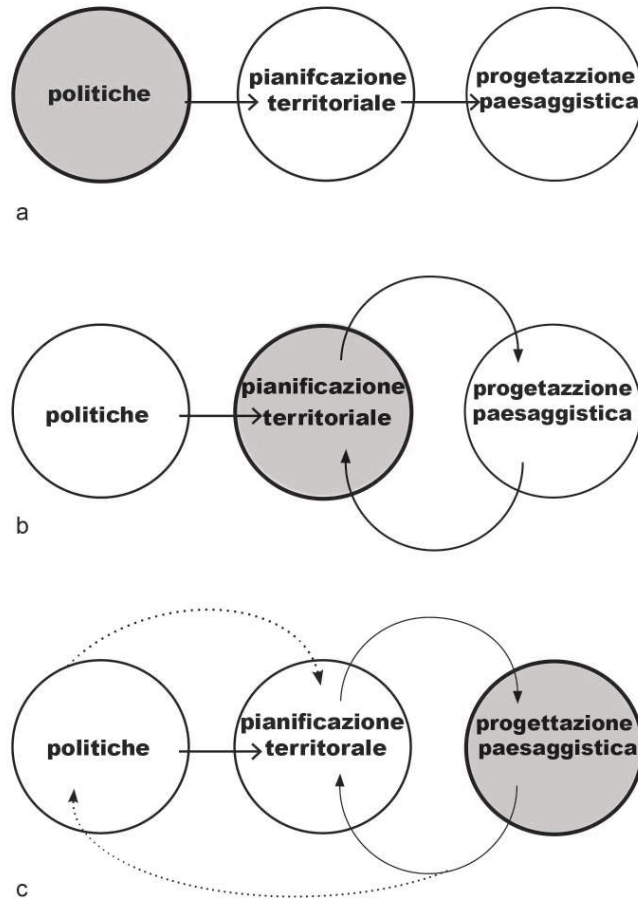 politiche
pianifcazione
territoriale
progetazzione
paesaggistica
a
politiche
pianificazione
territoriale
progetazzione
paesaggistica
b
politiche
pianificazione
territorale
progettazione
paesaggistica
c